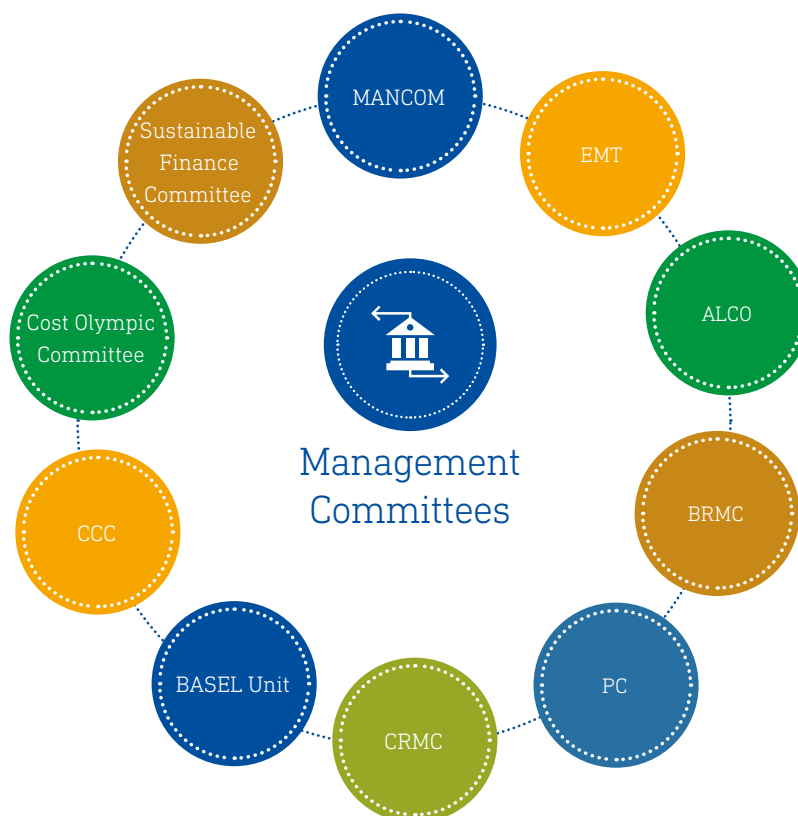 MANCOM
EMT
ALCO
BRMC
PC
CRMC
BASEL Unit
CCC
Cost Olympic
Committee
Sustainable
Finance
Committee
Management
Committees